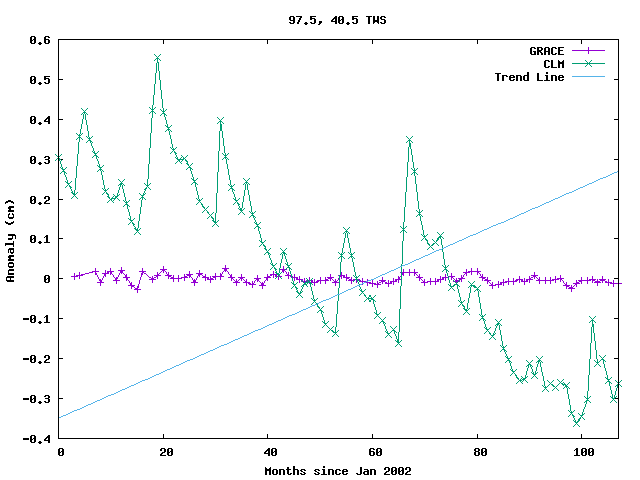 97.5, 40.5 TWS
GRACE
CLM
Trend Line
0.6
0.5
0.4
0.3
0.2
0.1
0
-0.1
-0.2
-0.3
-0.4
Anomaly (cm)
0 20 40 60 80 100
Months since Jan 2002